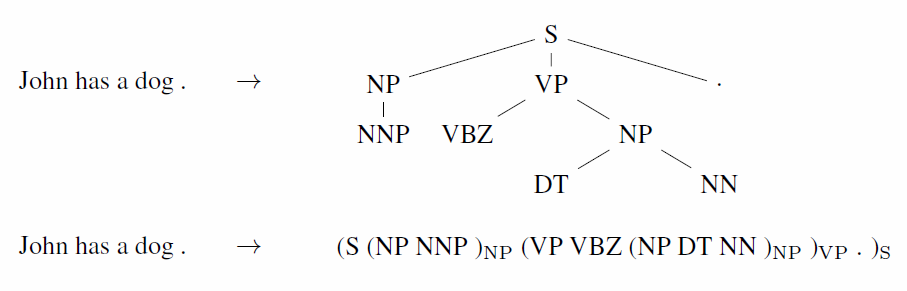 S
John has a dog . → NP VP .
NNP VBZ NP
DT NN
John has a dog . → (S (NP NNP )NP (VP VBZ (NP DT NN )NP )VP . )S